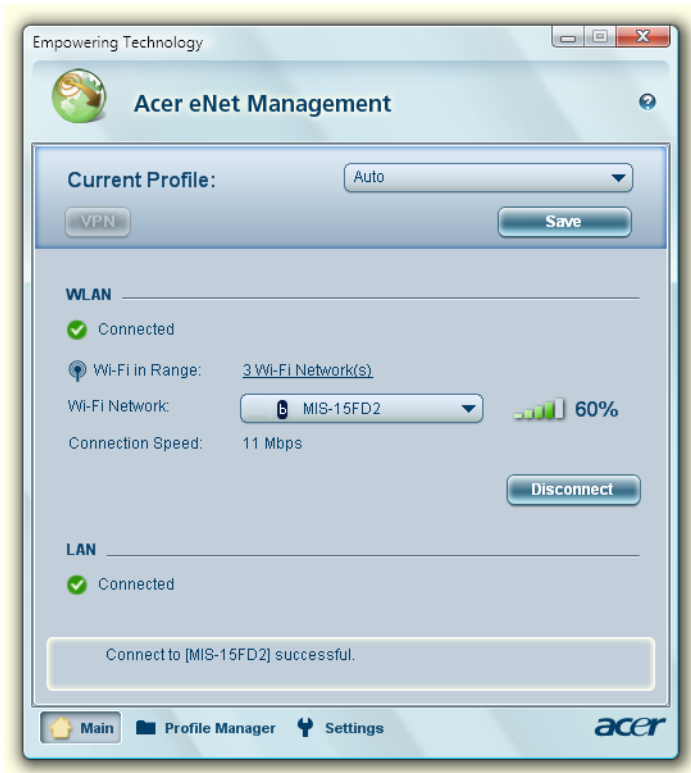 Empowering Technology
Acer eNet Management
?
Current Profile:
Auto
VPN
Save
WLAN
Connected
Wi-Fi in Range:
3 Wi-Fi Network(s)
Wi-Fi Network:
b MIS-15FD2
60%
Connection Speed:
11 Mbps
Disconnect
LAN
Connected
Connect to [MIS-15FD2] successful.
Main
Profile Manager
Settings
acer